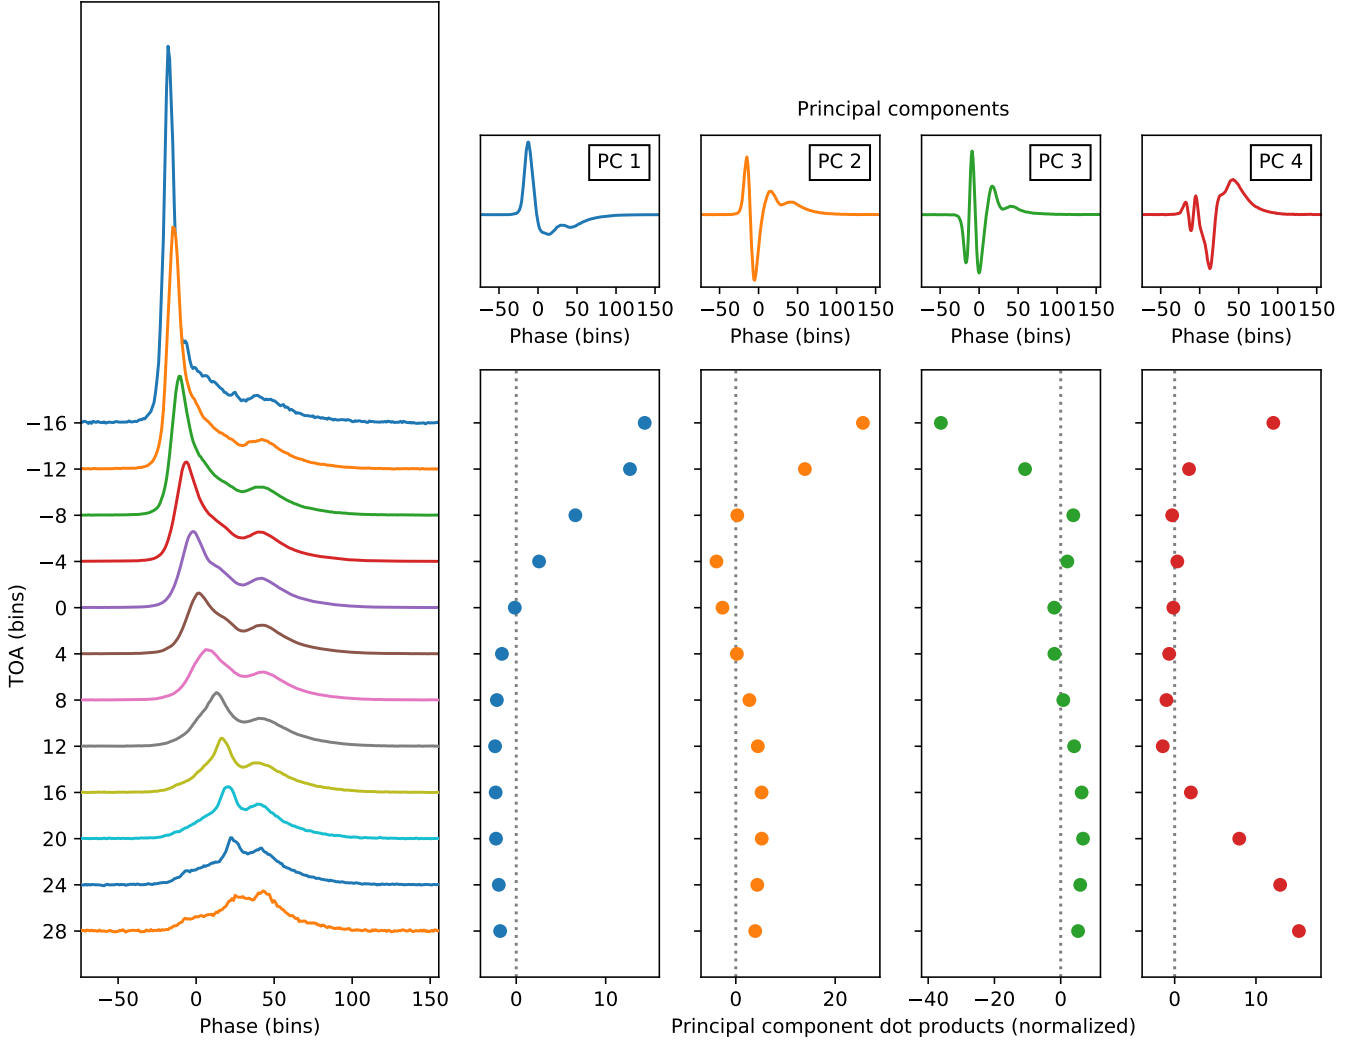 Principal components
PC 1
PC 2
PC 3
PC 4
−50 0 50 100 150
−50 0 50 100 150
−50 0 50 100 150
−50 0 50 100 150
Phase (bins)
Phase (bins)
Phase (bins)
Phase (bins)
TOA (bins)
−16
−12
−8
−4
0
4
8
12
16
20
24
28
−50 0 50 100 150
Phase (bins)
0 10
0 20
−40 −20 0
0 10
Principal component dot products (normalized)